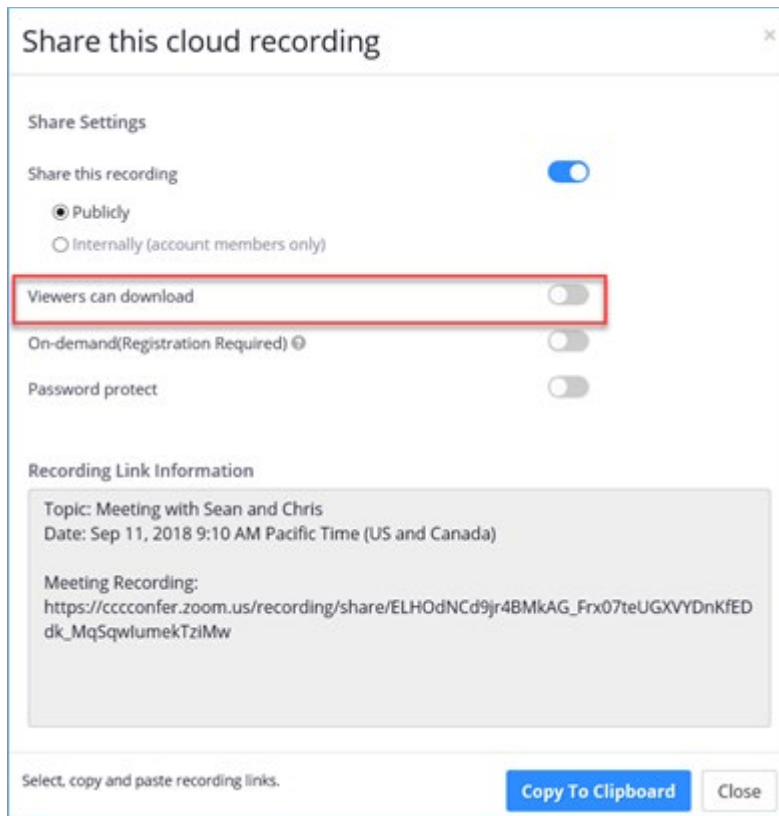 Share this cloud recording
Share Settings
Share this recording
Publicly
Internally (account members only)
Viewers can download
On-demand(Registration Required)
Password protect
Recording Link Information
Topic: Meeting with Sean and Chris
Date: Sep 11, 2018 9:10 AM Pacific Time (US and Canada)
Meeting Recording:
https://cccconfer.zoom.us/recording/share/ELHOdNCd9jr4BMkAG_Frx07teUGXVYDnKfED
dk_MqSqwIumekTziMw
Select, copy and paste recording links.
Copy To Clipboard
Close